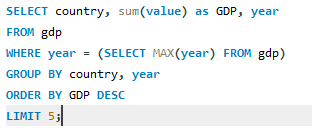 SELECT country, sum(value) as GDP, year
FROM gdp
WHERE year = (SELECT MAX(year) FROM gdp)
GROUP BY country, year
ORDER BY GDP DESC
LIMIT 5;